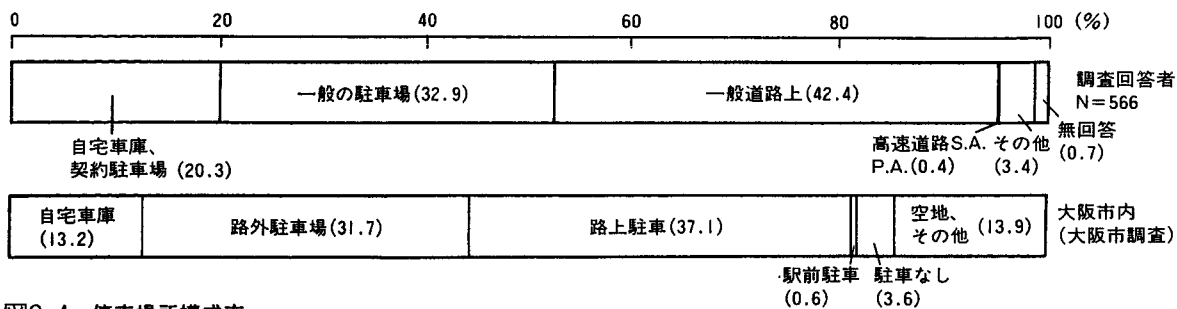 0 20 40 60 80 100 (%)
一般の駐車場(32.9)
一般道路上(42.4)
調査回答者
N=566
自宅車庫、
契約駐車場 (20.3)
高速道路S.A.
P.A.(0.4)
その他
(3.4)
無回答
(0.7)
自宅車庫
(13.2)
路外駐車場(31.7)
路上駐車(37.1)
空地、
その他 (13.9)
大阪市内
(大阪市調査)
駅前駐車
(0.6)
駐車なし
(3.6)